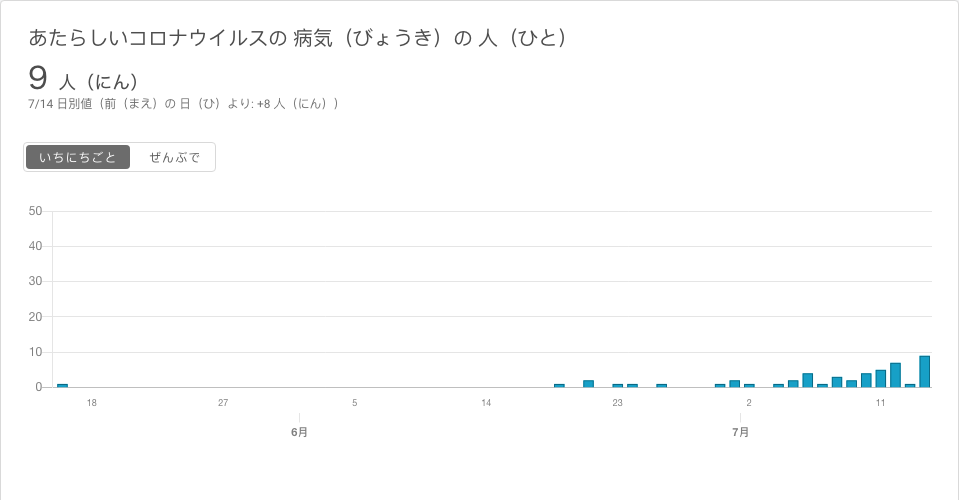 あたらしいコロナウイルスの 病気（びょうき）の 人（ひと）
9 人（にん）
7/14 日別値（前（まえ）の 日（ひ）より: +8 人（にん））
いちにちごと ぜんぶで
50
40
30
20
10
0
18 27 5 14 23 2 11
6月 7月